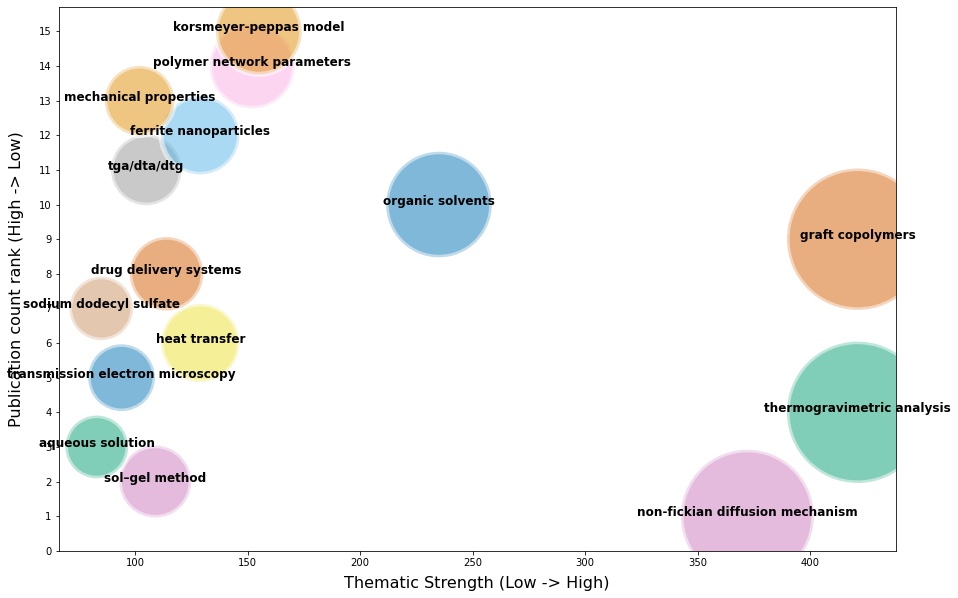 15
korsmeyer-peppas model
14
polymer network parameters
13
mechanical properties
12
ferrite nanoparticles
11
tga/dta/dtg
10
organic solvents
9
graft copolymers
8
drug delivery systems
7
sodium dodecyl sulfate
6
heat transfer
5
transmission electron microscopy
4
thermogravimetric analysis
3
aqueous solution
2
sol–gel method
1
non-fickian diffusion mechanism
0
100 150 200 250 300 350 400
Thematic Strength (Low -> High)
Publication count rank (High -> Low)